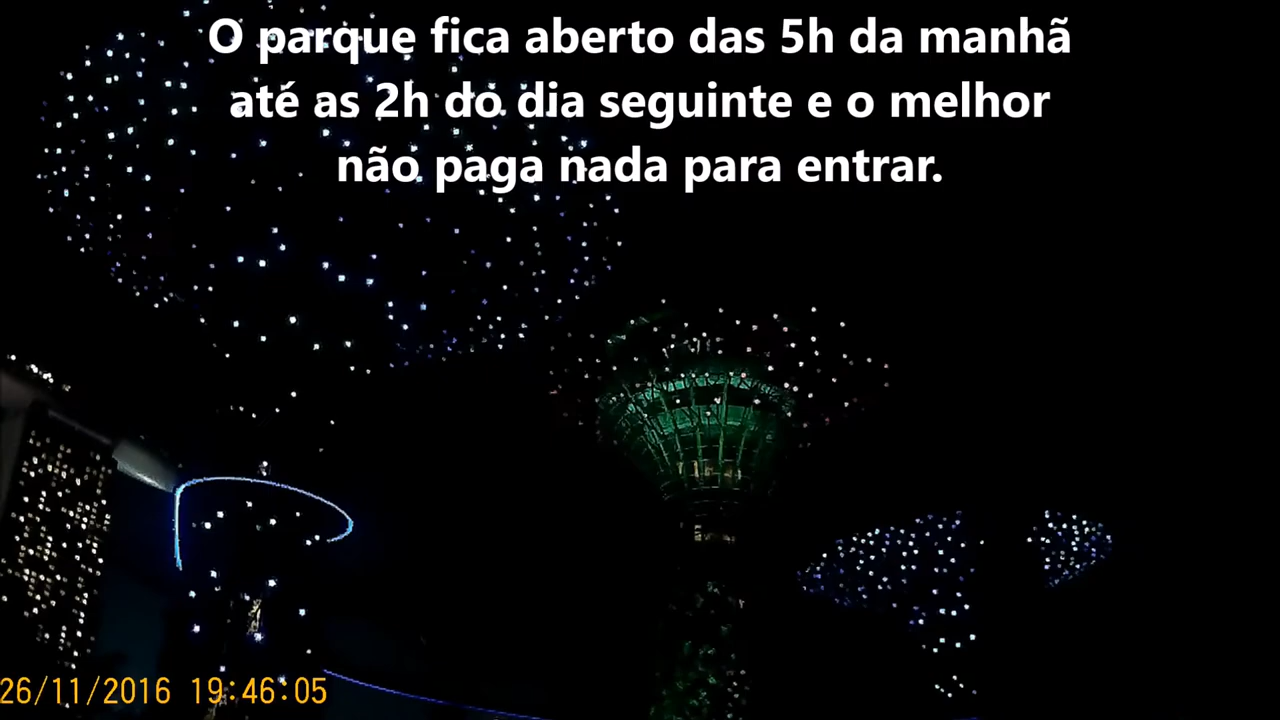 O parque fica aberto das 5h da manhã
até as 2h do dia seguinte e o melhor
não paga nada para entrar.
26/11/2016 19:46:05